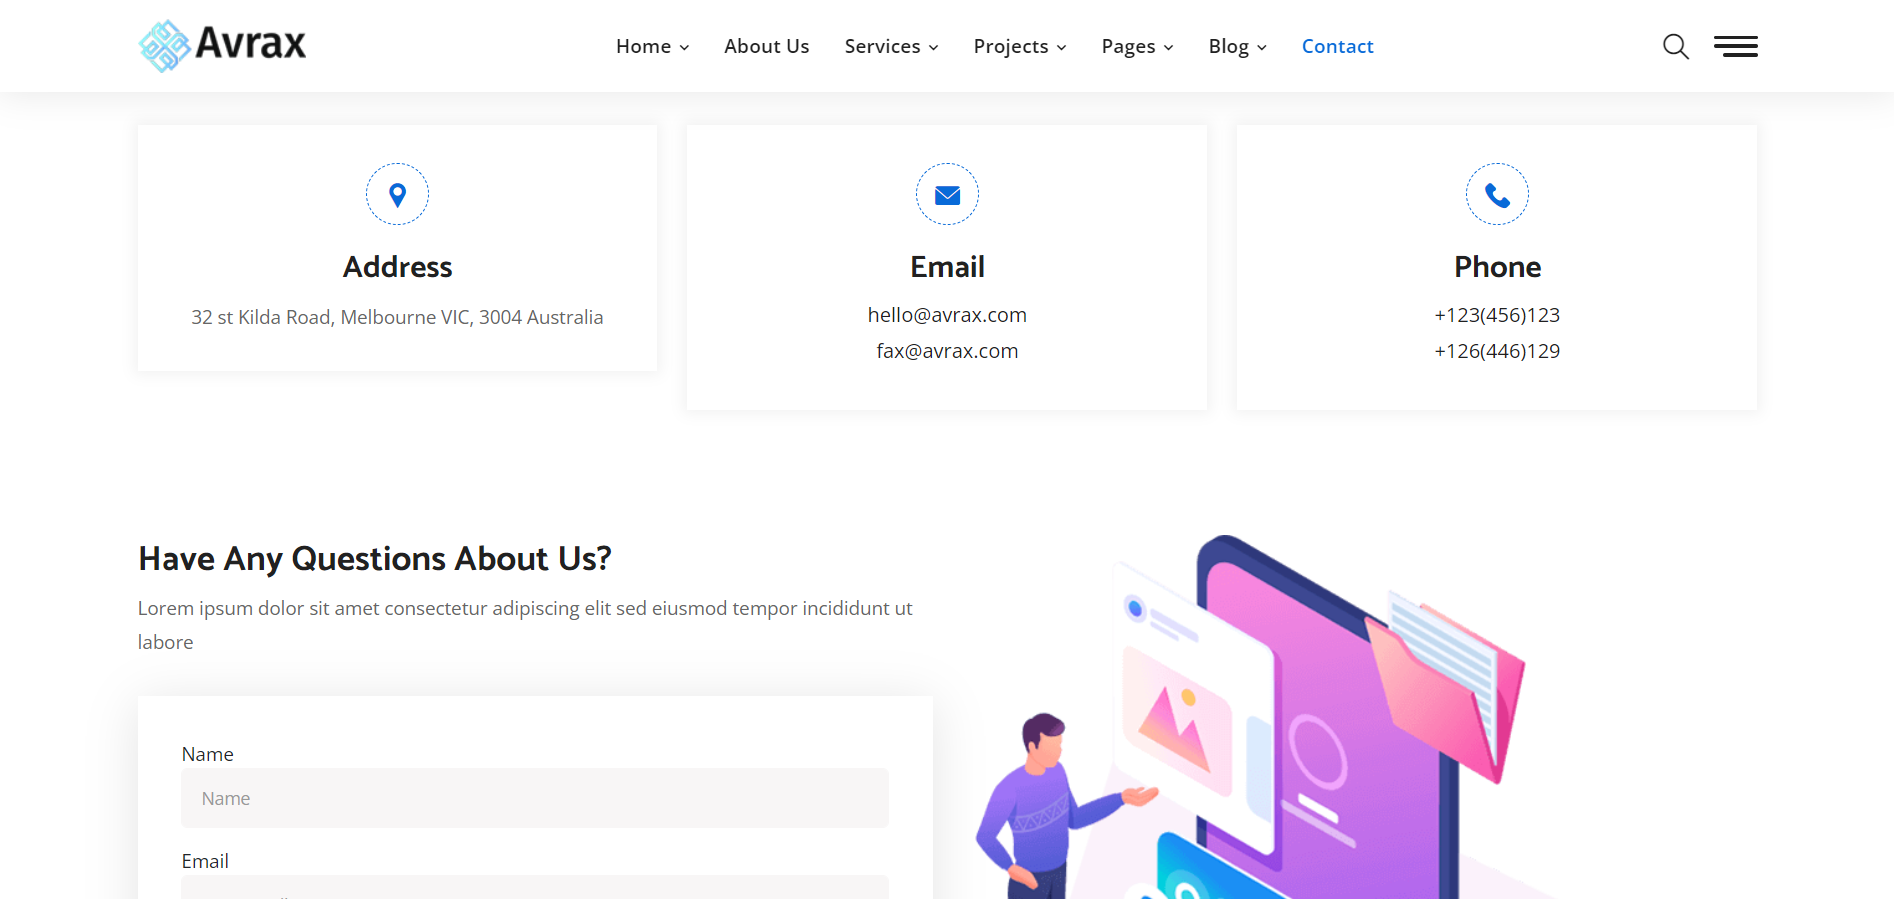 Avrax
Home
About Us
Services
Projects
Pages
Blog
Contact
Address
32 st Kilda Road, Melbourne VIC, 3004 Australia
Email
hello@avrax.com
fax@avrax.com
Phone
+123(456)123
+126(446)129
Have Any Questions About Us?
Lorem ipsum dolor sit amet consectetur adipiscing elit sed eiusmod tempor incididunt ut
labore
Name
Name
Email